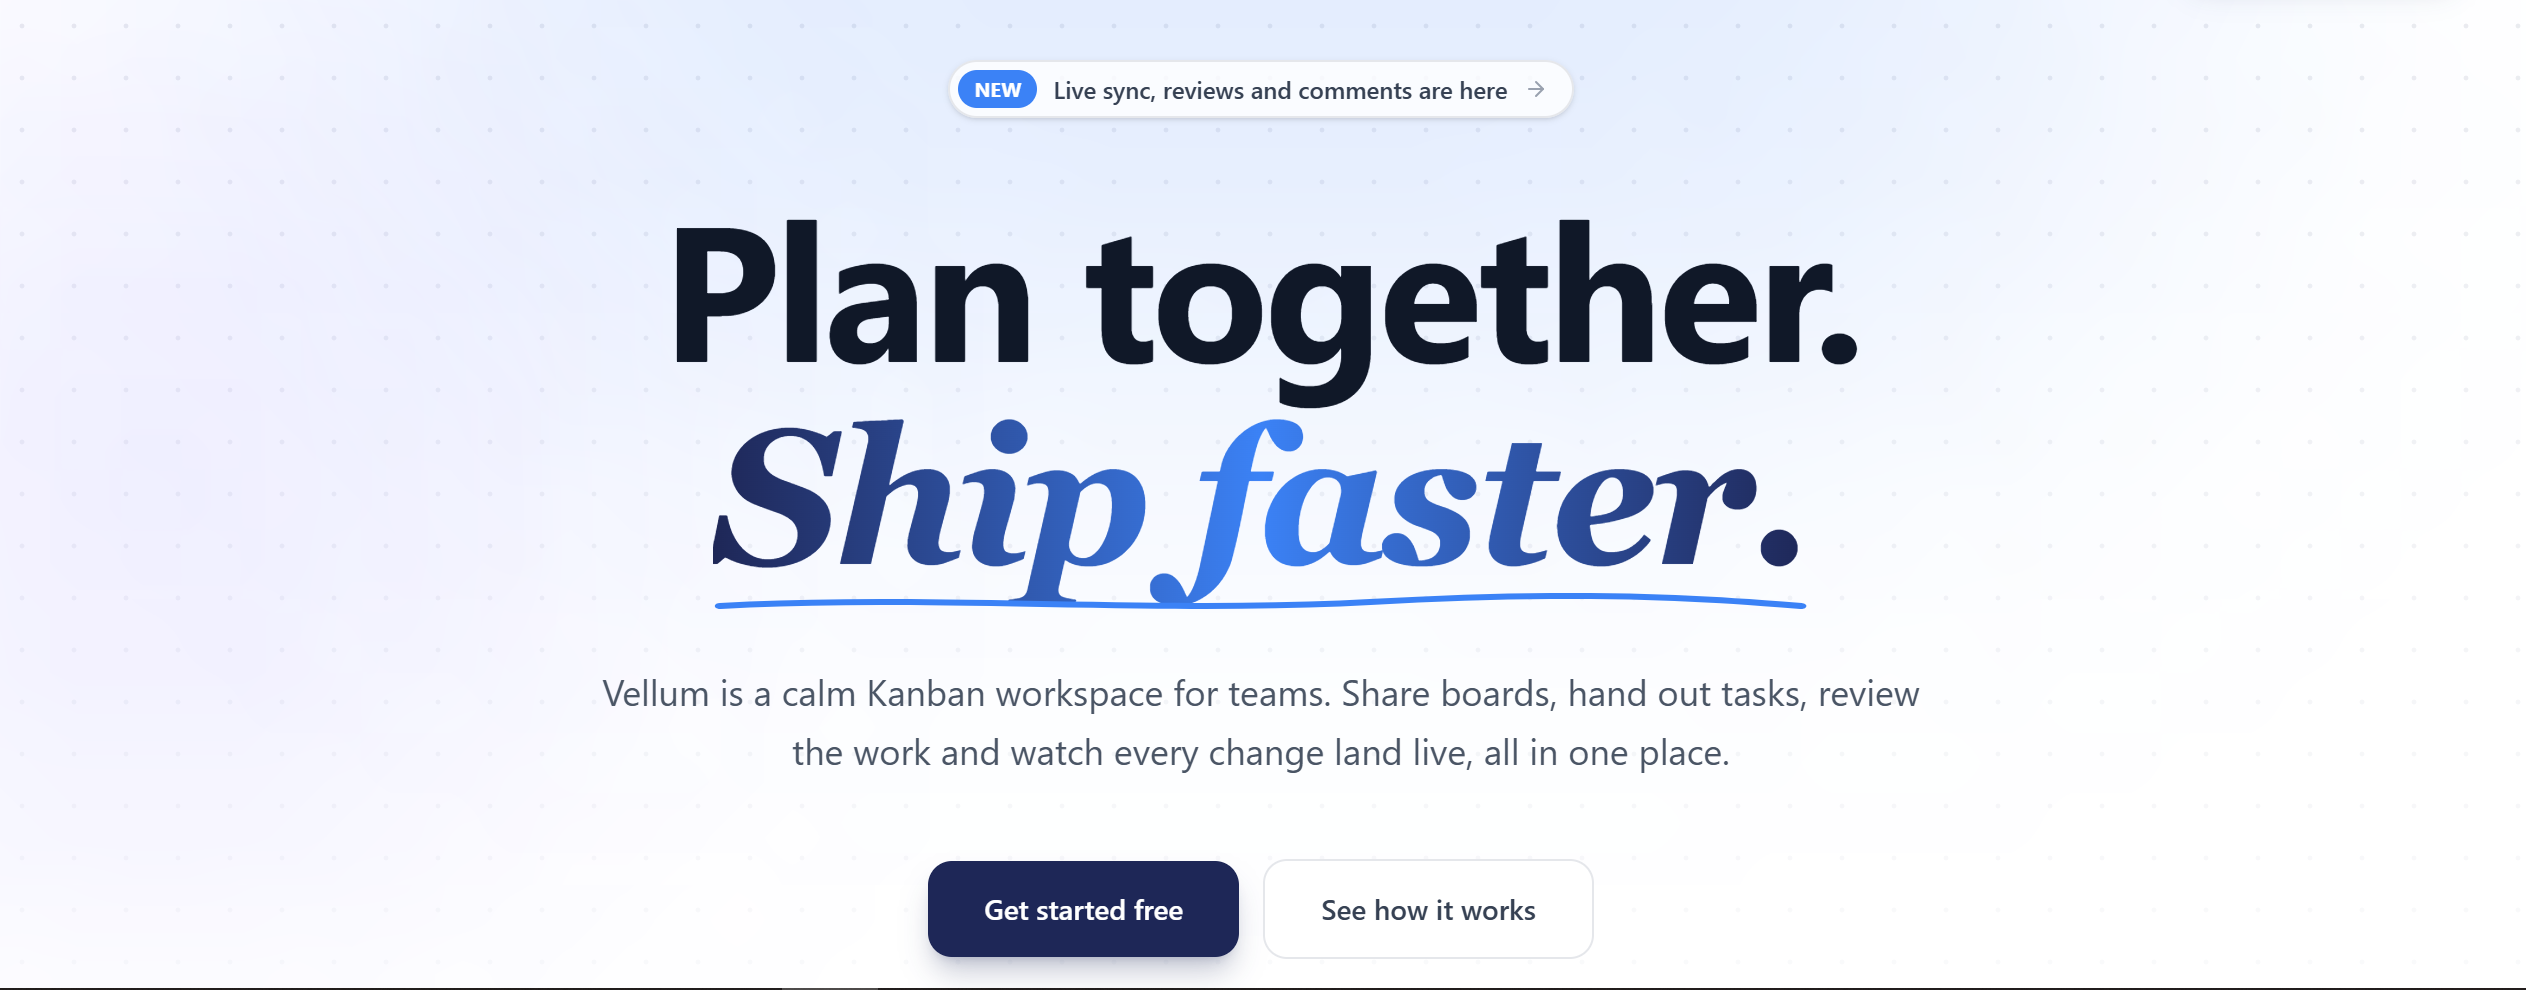 NEW Live sync, reviews and comments are here →
Plan together.
Ship faster.
Vellum is a calm Kanban workspace for teams. Share boards, hand out tasks, review
the work and watch every change land live, all in one place.
Get started free See how it works